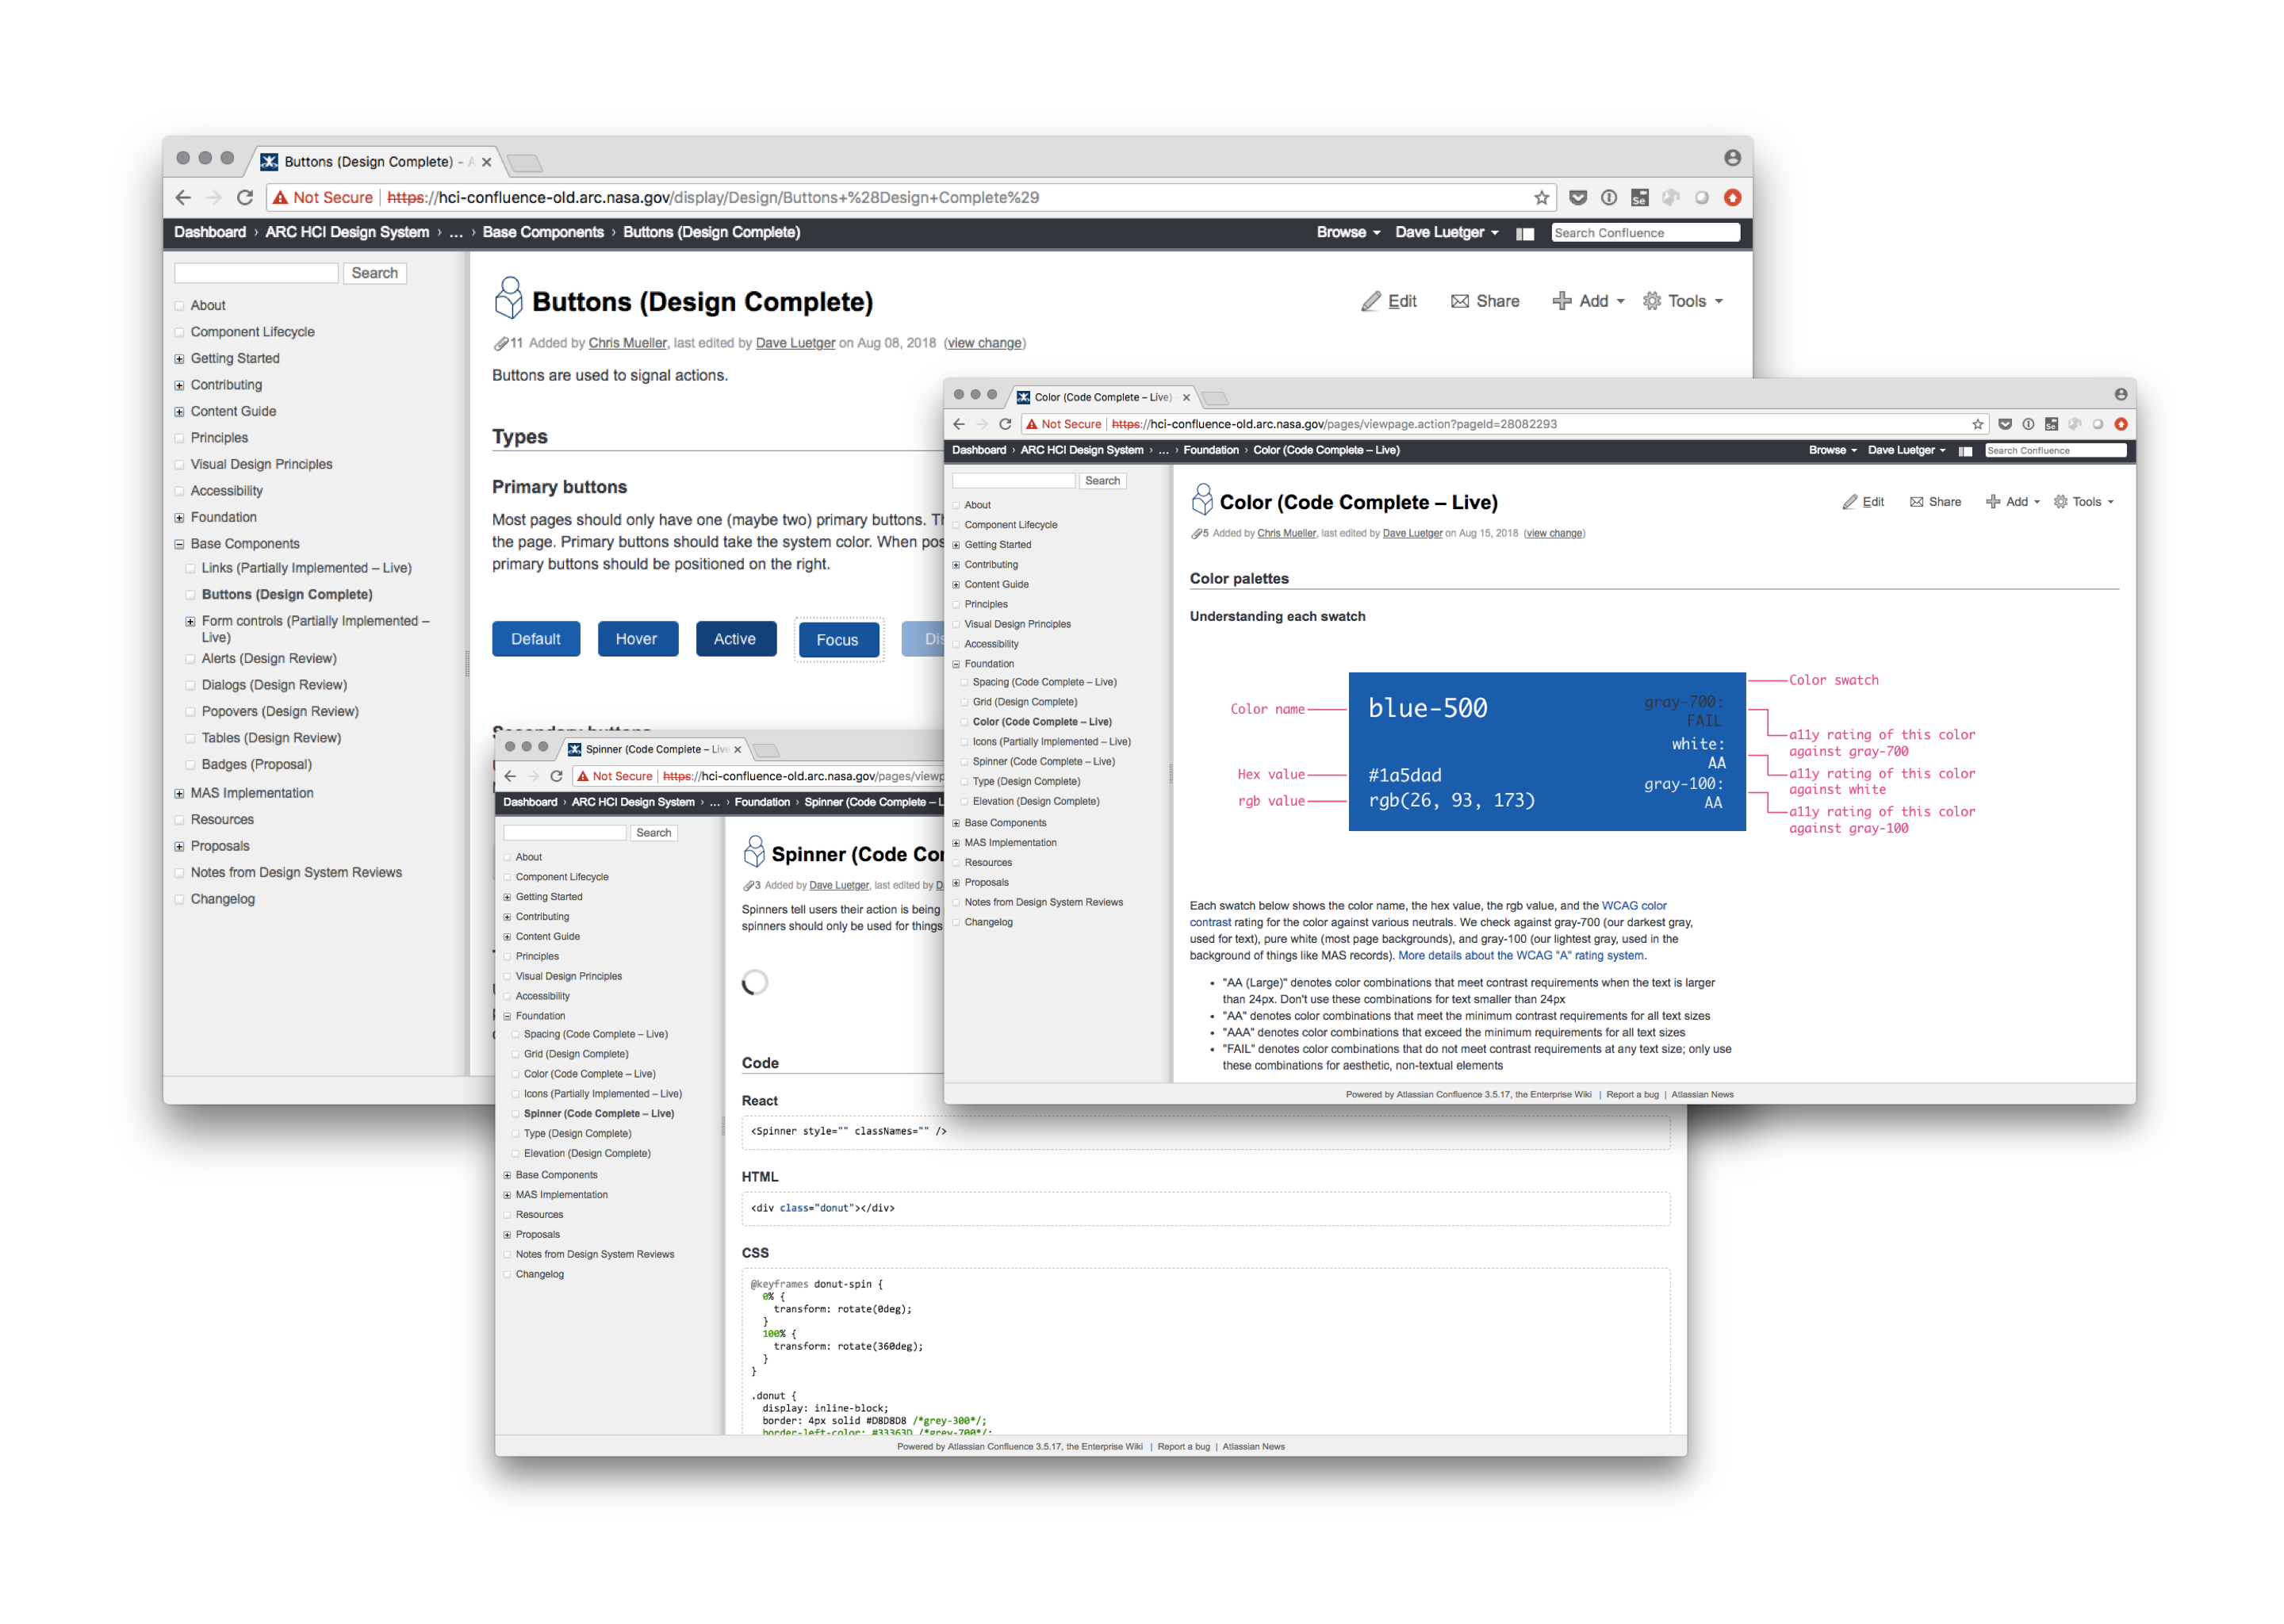 Buttons (Design Complete) - A
Not Secure | https://hci-confluence-old.arc.nasa.gov/display/Design/Buttons+%28Design+Complete%29
Se
Dashboard › ARC HCI Design System › ... › Base Components › Buttons (Design Complete)
Browse Dave Luetger Search Confluence
Search
About
Component Lifecycle
Getting Started
Contributing
Content Guide
Principles
Visual Design Principles
Accessibility
Foundation
Base Components
Links (Partially Implemented – Live)
Buttons (Design Complete)
Form controls (Partially Implemented –
Live)
Alerts (Design Review)
Dialogs (Design Review)
Popovers (Design Review)
Tables (Design Review)
Badges (Proposal)
MAS Implementation
Resources
Proposals
Notes from Design System Reviews
Changelog
Buttons (Design Complete)
Edit Share Add Tools
11 Added by Chris Mueller, last edited by Dave Luetger on Aug 08, 2018 (view change)
Buttons are used to signal actions.
Types
Primary buttons
Most pages should only have one (maybe two) primary buttons.
the page. Primary buttons should take the system color. When
primary buttons should be positioned on the right.
Default Hover Active Focus
Color (Code Complete – Live)
Not Secure | https://hci-confluence-old.arc.nasa.gov/pages/viewpage.action?pageId=28082293
Se
Dashboard › ARC HCI Design System › ... › Foundation › Color (Code Complete – Live)
Browse Dave Luetger Search Confluence
Search
About
Component Lifecycle
Getting Started
Contributing
Content Guide
Principles
Visual Design Principles
Accessibility
Foundation
Spacing (Code Complete – Live)
Grid (Design Complete)
Color (Code Complete – Live)
Icons (Partially Implemented – Live)
Spinner (Code Complete – Live)
Type (Design Complete)
Elevation (Design Complete)
Base Components
MAS Implementation
Resources
Proposals
Notes from Design System Reviews
Changelog
Color (Code Complete – Live)
Edit Share Add Tools
5 Added by Chris Mueller, last edited by Dave Luetger on Aug 15, 2018 (view change)
Color palettes
Understanding each swatch
Color name
Hex value
rgb value
blue-500
#1a5dad
rgb(26, 93, 173)
gray-700:
FAIL
white:
AA
gray-100:
AA
Color swatch
a11y rating of this color
against gray-700
a11y rating of this color
against white
a11y rating of this color
against gray-100
Each swatch below shows the color name, the hex value, the rgb value, and the WCAG color
contrast rating for the color against various neutrals. We check against gray-700 (our darkest gray,
used for text), pure white (most page backgrounds), and gray-100 (our lightest gray, used in the
background of things like MAS records). More details about the WCAG "A" rating system.
• "AA (Large)" denotes color combinations that meet contrast requirements when the text is larger
than 24px. Don't use these combinations for text smaller than 24px
• "AA" denotes color combinations that meet the minimum contrast requirements for all text sizes
• "AAA" denotes color combinations that exceed the minimum requirements for all text sizes
• "FAIL" denotes color combinations that do not meet contrast requirements at any text size; only use
these combinations for aesthetic, non-textual elements
Powered by Atlassian Confluence 3.5.17, the Enterprise Wiki | Report a bug | Atlassian News
Spinner (Code Complete – Live
Not Secure | https://hci-confluence-old.arc.nasa.gov/pages/viewp
Dashboard › ARC HCI Design System › ... › Foundation › Spinner (Code Complete – L
Search
About
Component Lifecycle
Getting Started
Contributing
Content Guide
Principles
Visual Design Principles
Accessibility
Foundation
Spacing (Code Complete – Live)
Grid (Design Complete)
Color (Code Complete – Live)
Icons (Partially Implemented – Live)
Spinner (Code Complete – Live)
Type (Design Complete)
Elevation (Design Complete)
Base Components
MAS Implementation
Resources
Proposals
Notes from Design System Reviews
Changelog
Spinner (Code Co
3 Added by Dave Luetger, last edited by D
Spinners tell users their action is being
spinners should only be used for things
Code
React
<Spinner style="" classNames="" />
HTML
<div class="donut"></div>
CSS
@keyframes donut-spin {
0% {
transform: rotate(0deg);
}
100% {
transform: rotate(360deg);
}
}
.donut {
display: inline-block;
border: 4px solid #D8D8D8 /*grey-300*/;
border-left-color: #33363D /*grey-700*/;
Powered by Atlassian Confluence 3.5.17, the Enterprise Wiki | Report a bug | Atlassian News